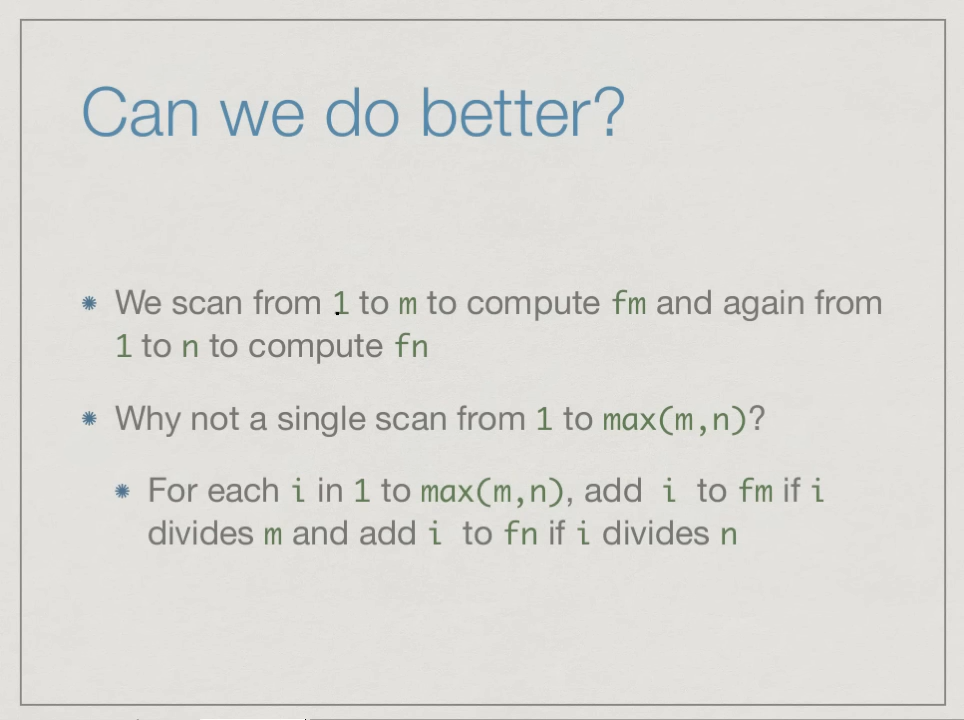 Can we do better?
We scan from 1 to m to compute fm and again from
1 to n to compute fn
Why not a single scan from 1 to max(m,n)?
For each i in 1 to max(m,n), add i to fm if i
divides m and add i to fn if i divides n